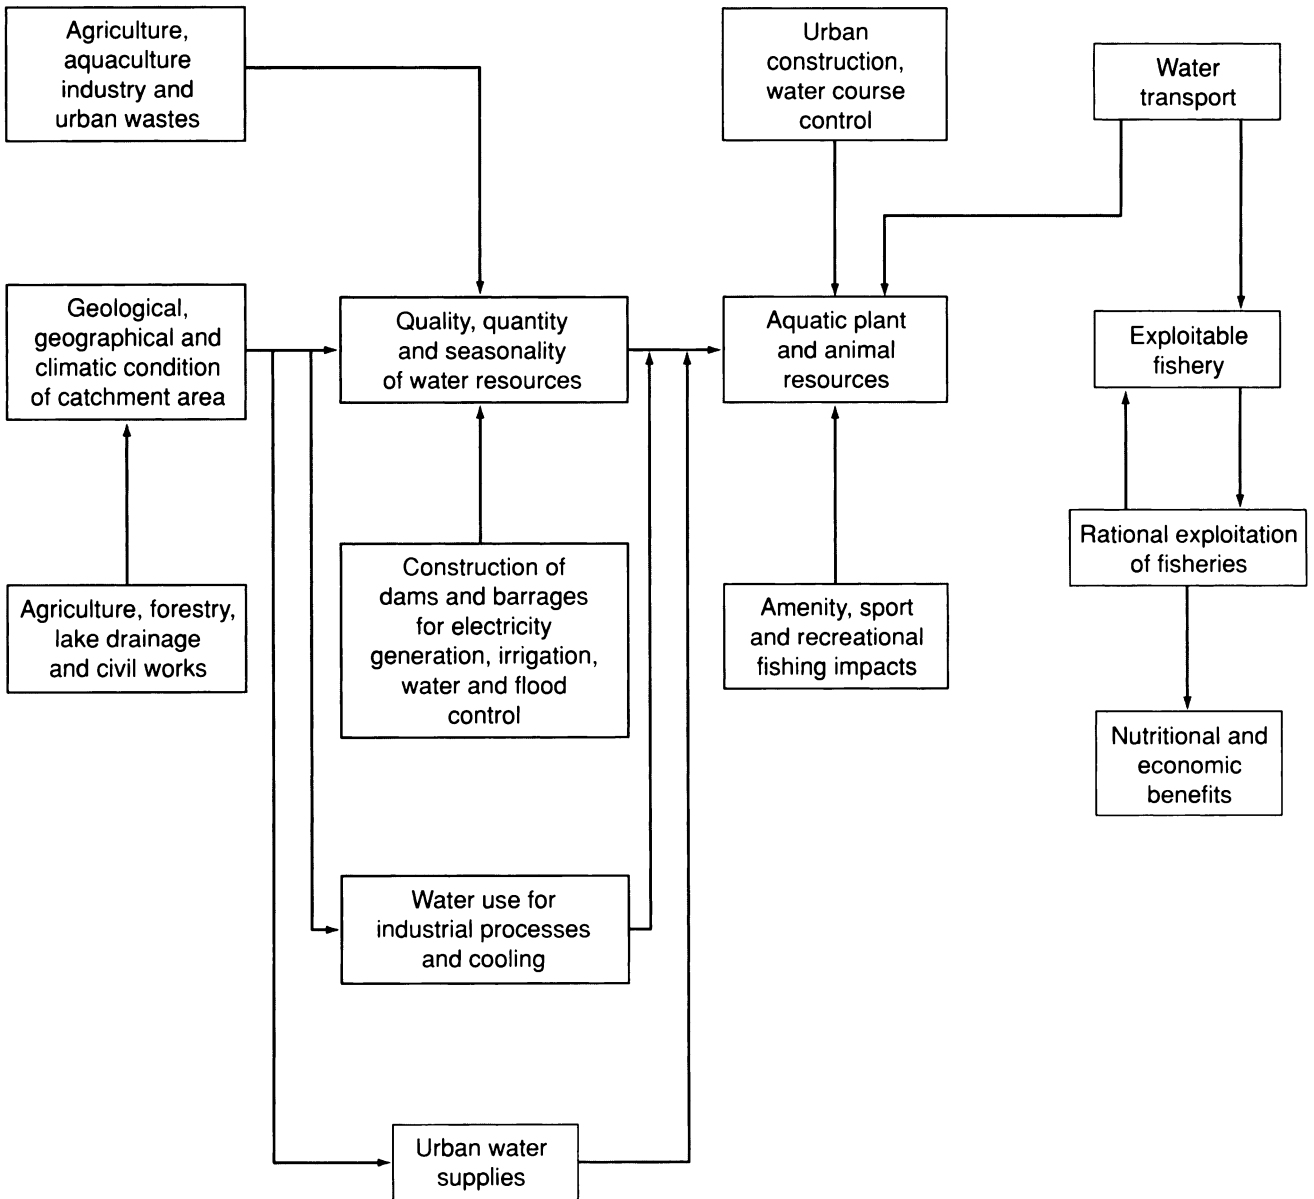 Agriculture,
aquaculture
industry and
urban wastes
Urban
construction,
water course
control
Water
transport
Geological,
geographical and
climatic condition
of catchment area
Quality, quantity
and seasonality
of water resources
Aquatic plant
and animal
resources
Exploitable
fishery
Rational exploitation
of fisheries
Agriculture, forestry,
lake drainage
and civil works
Construction of
dams and barrages
for electricity
generation, irrigation,
water and flood
control
Amenity, sport
and recreational
fishing impacts
Nutritional and
economic
benefits
Water use for
industrial processes
and cooling
Urban water
supplies